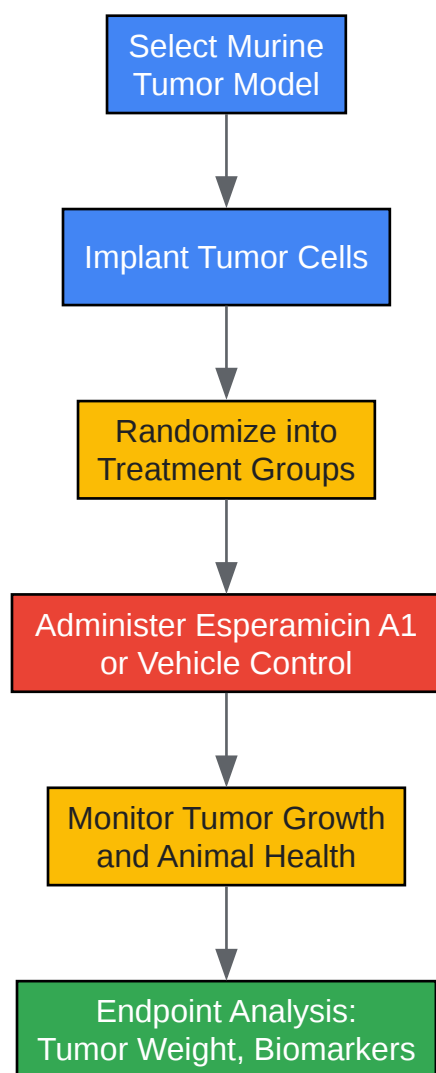 Select Murine
Tumor Model
Implant Tumor Cells
Randomize into
Treatment Groups
Administer Esperamicin A1
or Vehicle Control
Monitor Tumor Growth
and Animal Health
Endpoint Analysis:
Tumor Weight, Biomarkers